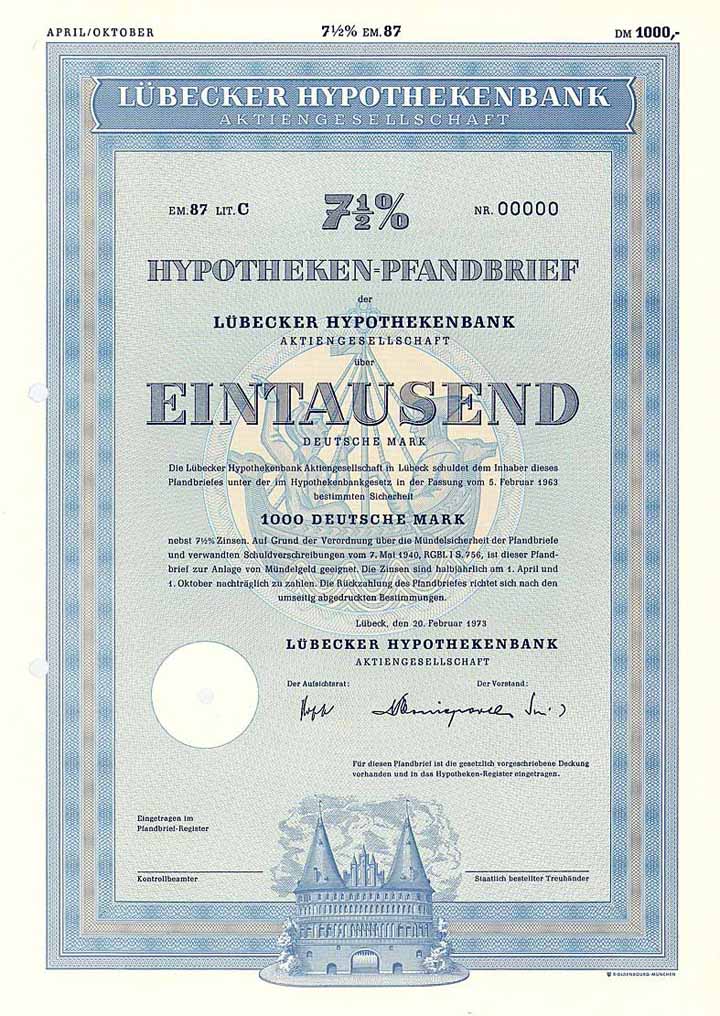 APRIL/OKTOBER 7½% EM. 87 DM 1000,-
LÜBECKER HYPOTHEKENBANK
AKTIENGESELLSCHAFT
EM. 87 LIT. C 7½% NR. 00000
HYPOTHEKEN-PFANDBRIEF
der
LÜBECKER HYPOTHEKENBANK
AKTIENGESELLSCHAFT
über
EINTAUSEND
DEUTSCHE MARK
Die Lübecker Hypothekenbank Aktiengesellschaft in Lübeck schuldet dem Inhaber dieses
Pfandbriefes unter der im Hypothekenbankgesetz in der Fassung vom 5. Februar 1963
bestimmten Sicherheit
1000 DEUTSCHE MARK
nebst 7½% Zinsen. Auf Grund der Verordnung über die Mündelsicherheit der Pfandbriefe
und verwandten Schuldverschreibungen vom 7. Mai 1940, RGBL I S. 756, ist dieser Pfand-
brief zur Anlage von Mündelgeld geeignet. Die Zinsen sind halbjährlich am 1. April und
1. Oktober nachträglich zu zahlen. Die Rückzahlung des Pfandbriefes richtet sich nach den
umseitig abgedruckten Bestimmungen.
Lübeck, den 20. Februar 1973
LÜBECKER HYPOTHEKENBANK
AKTIENGESELLSCHAFT
Der Aufsichtsrat: Der Vorstand:
Für diesen Pfandbrief ist die gesetzlich vorgeschriebene Deckung
vorhanden und in das Hypotheken-Register eingetragen.
Eingetragen im
Pfandbrief-Register
Kontrollbeamter Staatlich bestellter Treuhänder
R·OLDENBOURG·MÜNCHEN